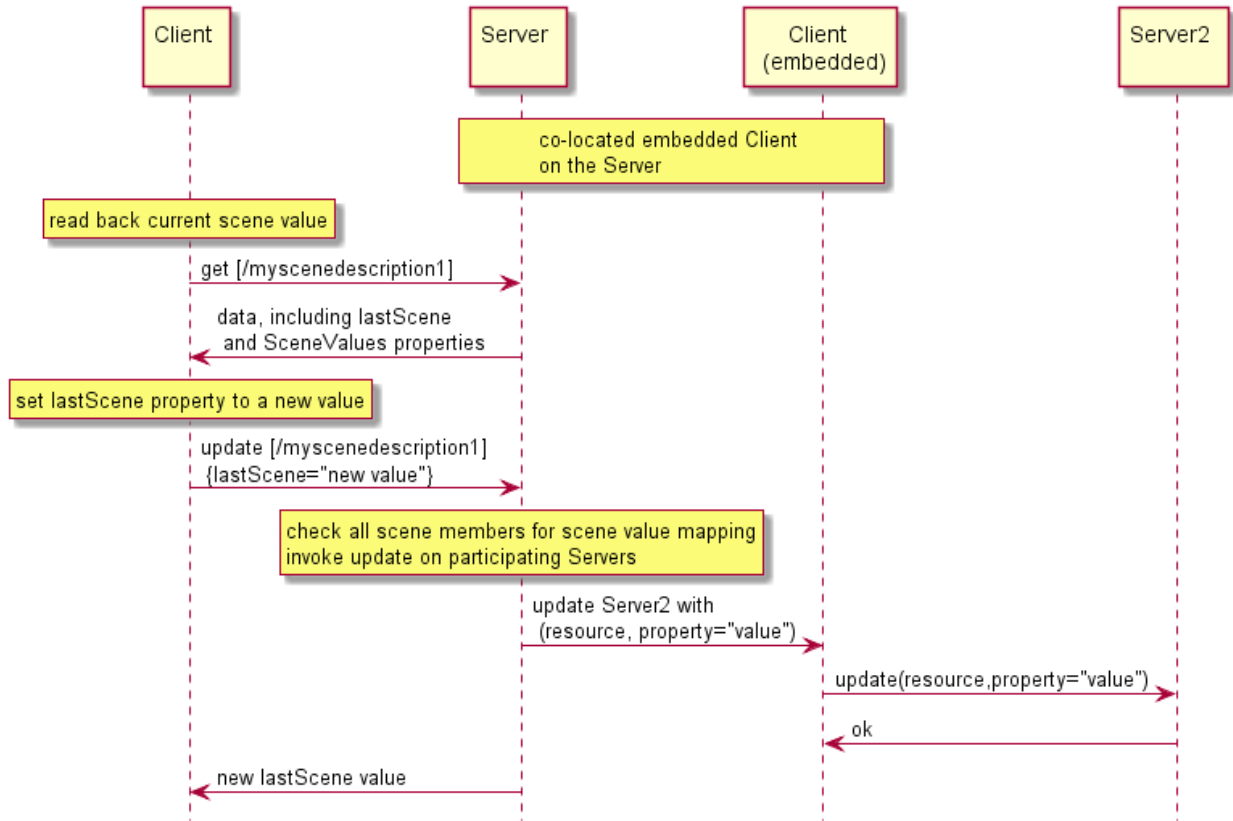 Client
Server
Client
(embedded)
Server2
co-located embedded Client
on the Server
read back current scene value
get [/myscenedescription1]
data, including lastScene
and SceneValues properties
set lastScene property to a new value
update [/myscenedescription1]
{lastScene="new value"}
check all scene members for scene value mapping
invoke update on participating Servers
update Server2 with
(resource, property="value")
update(resource,property="value")
ok
new lastScene value